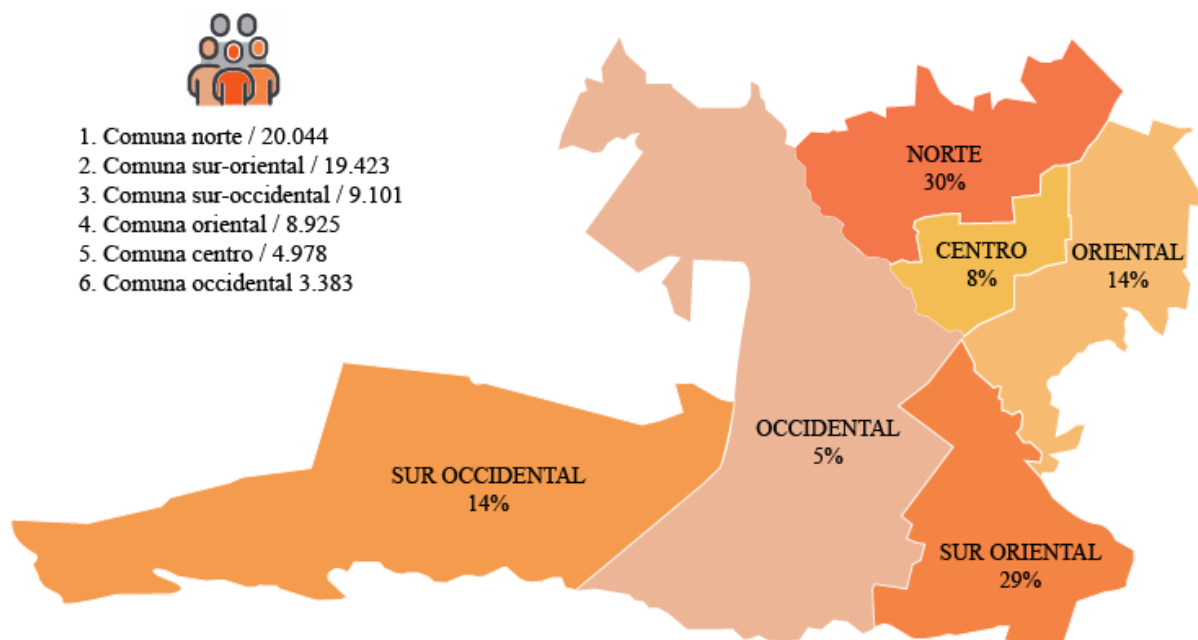 1. Comuna norte / 20.044
2. Comuna sur-oriental / 19.423
3. Comuna sur-occidental / 9.101
4. Comuna oriental / 8.925
5. Comuna centro / 4.978
6. Comuna occidental 3.383
NORTE
30%
CENTRO
8%
ORIENTAL
14%
OCCIDENTAL
5%
SUR OCCIDENTAL
14%
SUR ORIENTAL
29%